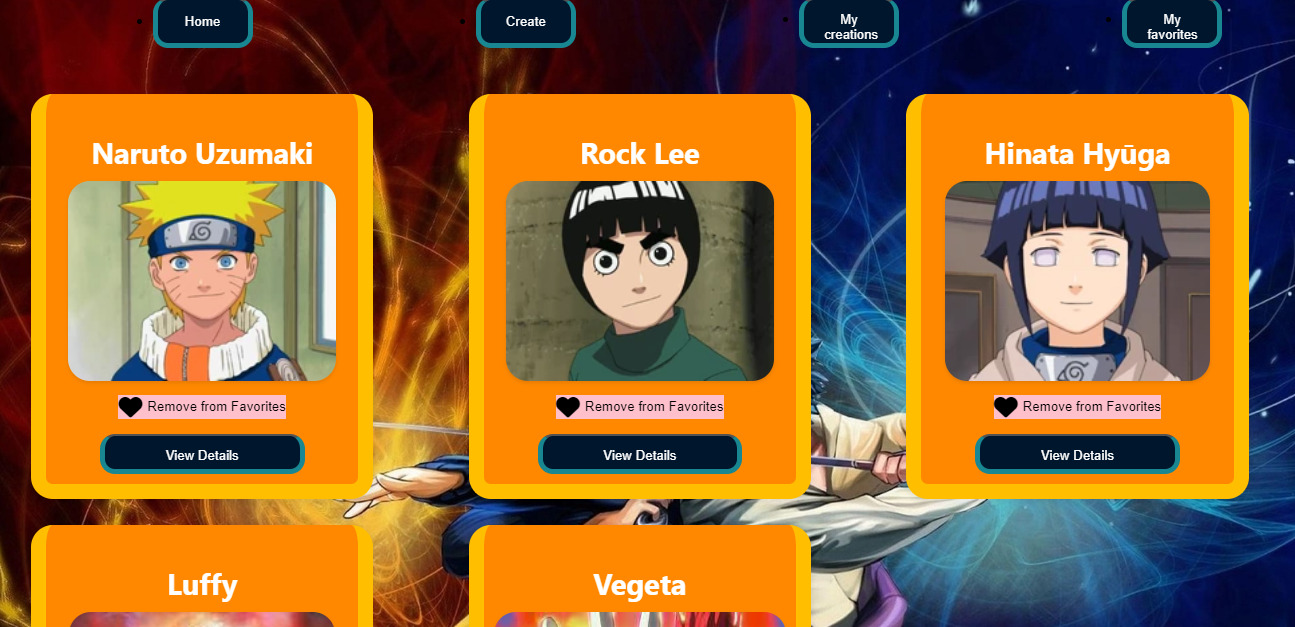 Home
Create
My
creations
My
favorites
Naruto Uzumaki
Rock Lee
Hinata Hyūga
Remove from Favorites
Remove from Favorites
Remove from Favorites
View Details
View Details
View Details
Luffy
Vegeta